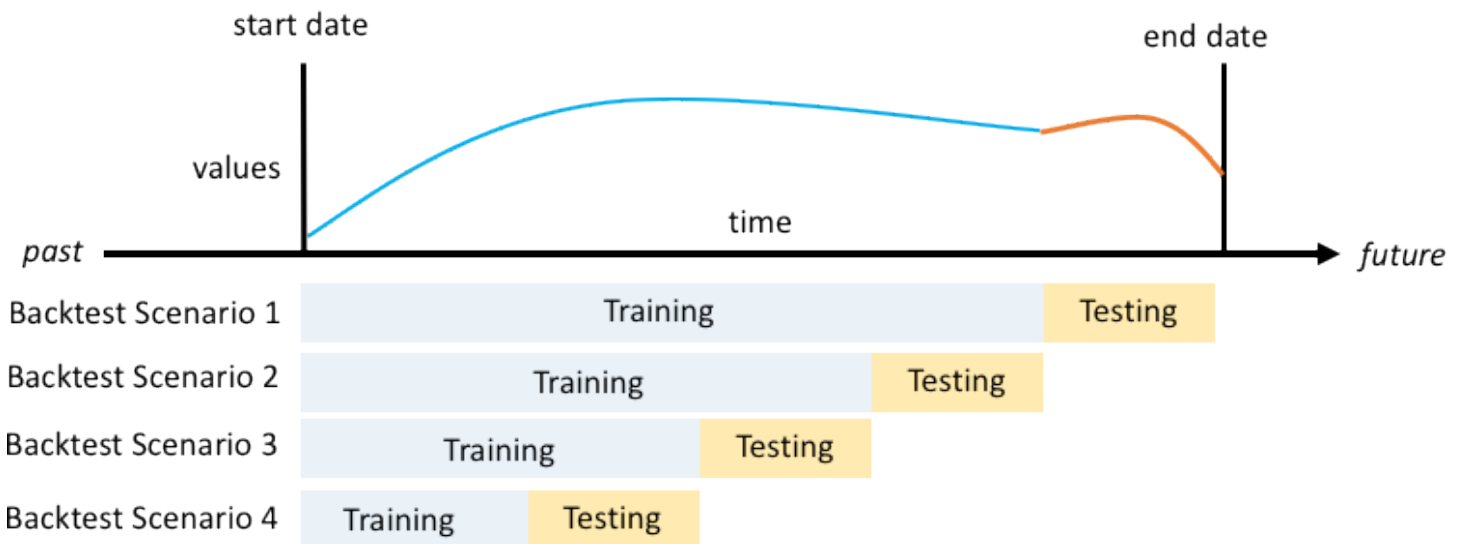 start date
end date
values
time
past
future
Backtest Scenario 1
Training
Testing
Backtest Scenario 2
Training
Testing
Backtest Scenario 3
Training
Testing
Backtest Scenario 4
Training
Testing